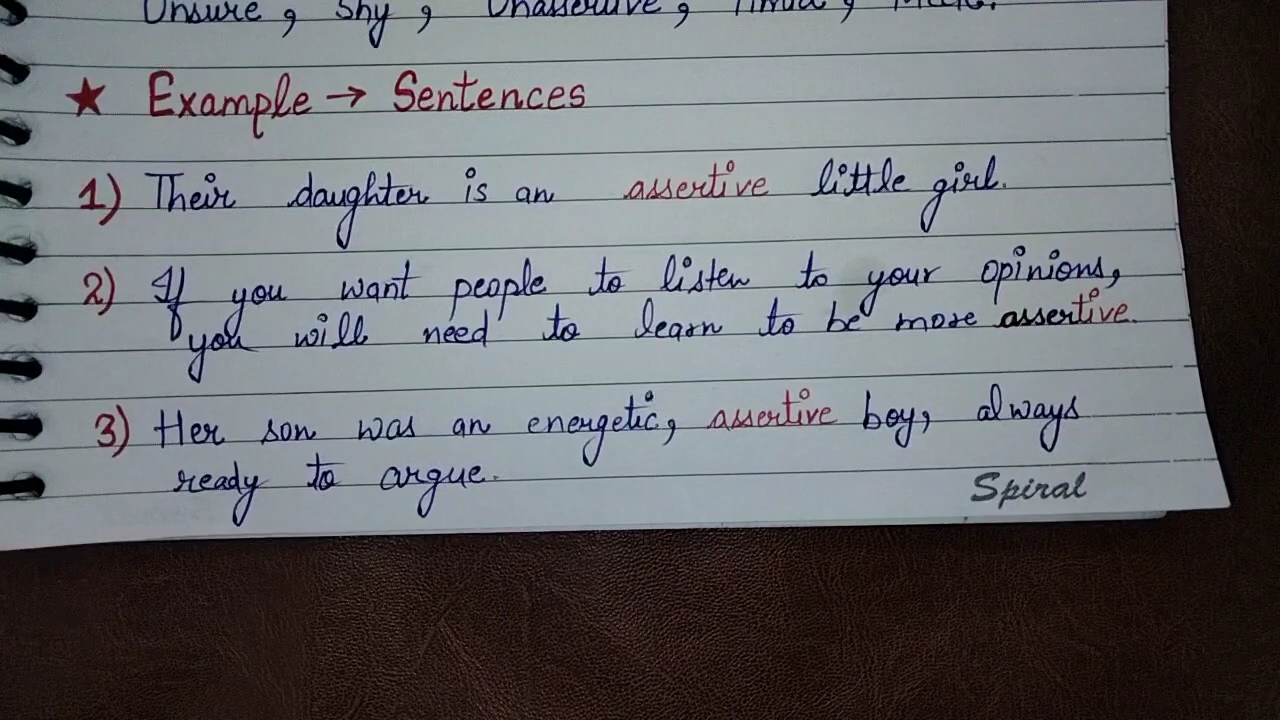 Unsure, Shy, Unassertive, Timid, Meek.
★ Example → Sentences
1) Their daughter is an assertive little girl.
2) If you want people to listen to your opinions,
you will need to learn to be more assertive.
3) Her son was an energetic, assertive boy, always
ready to argue.
Spiral